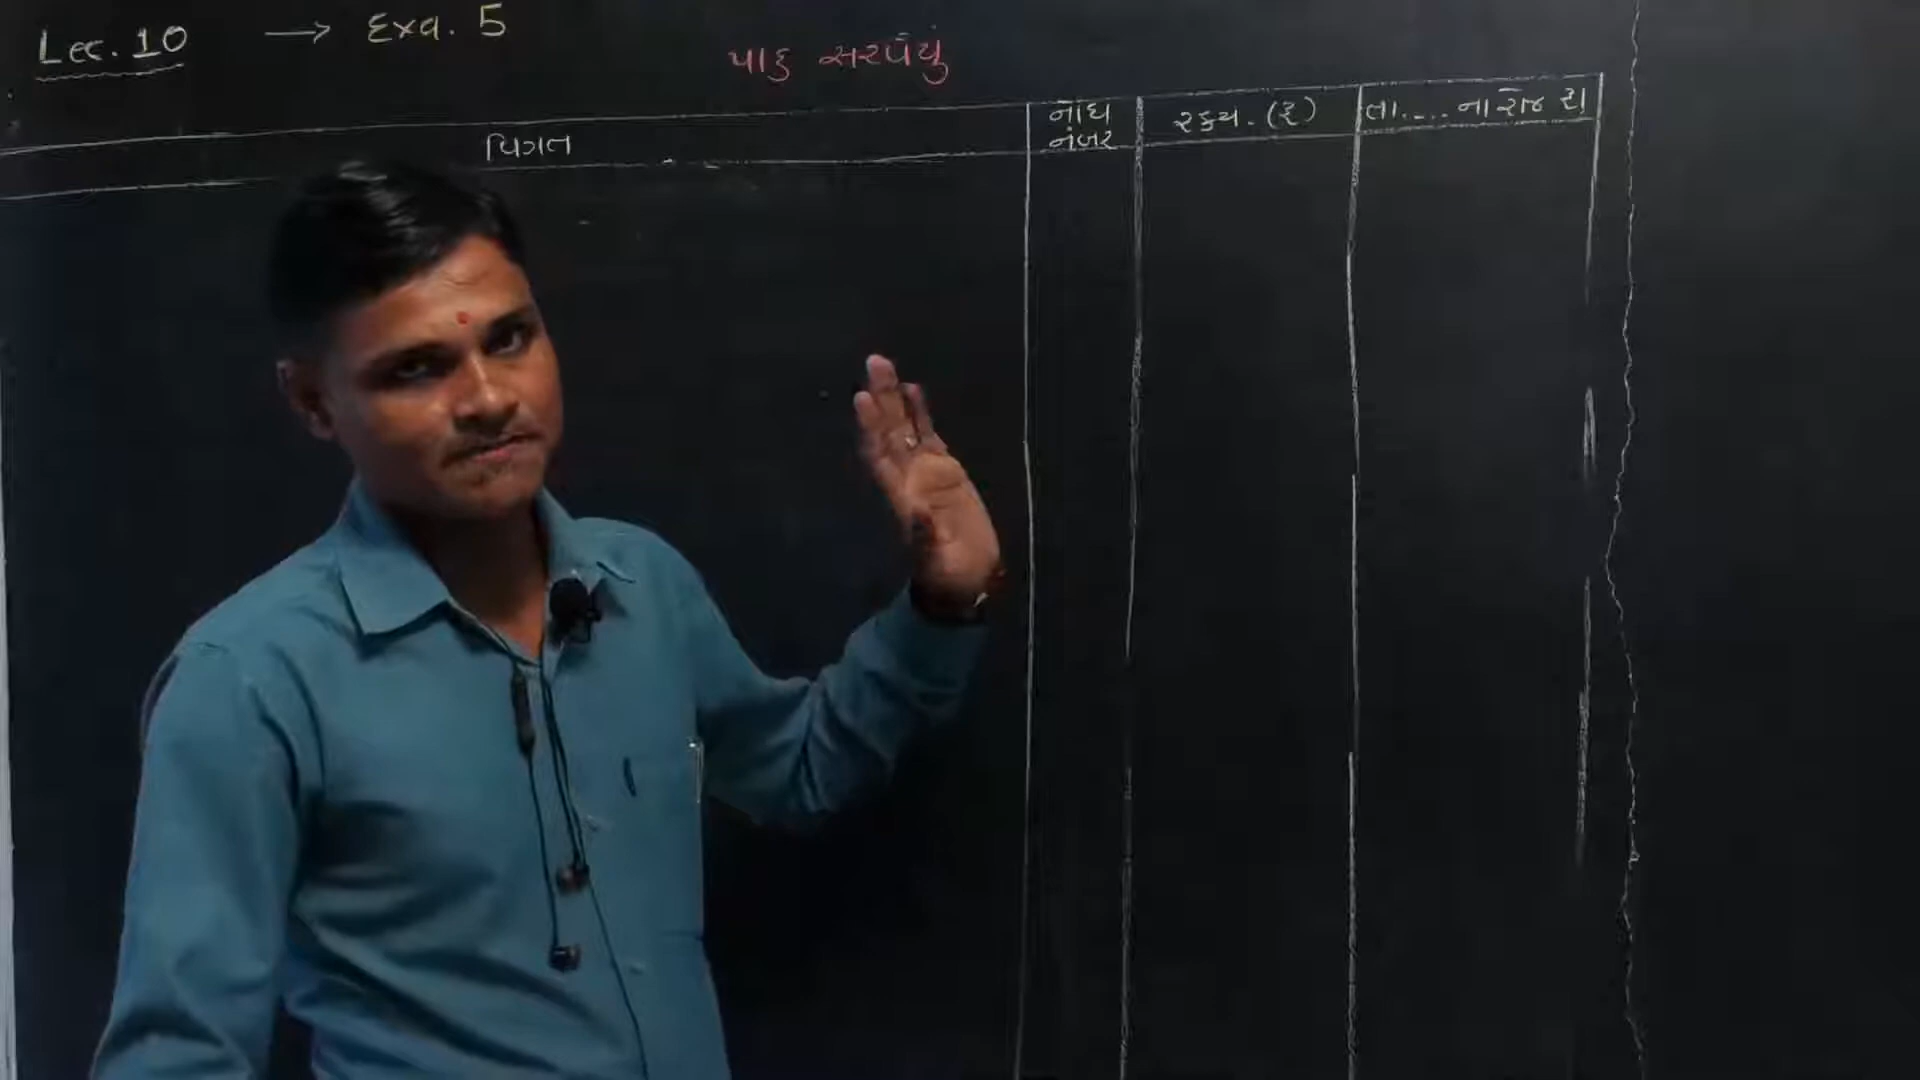 Lec. 10 → Exa. 5
પાકુ સરવૈયું
વિગત
નોંધ
નંબર
રકમ. (રૂ)
તા..... ના રોજ રૂા